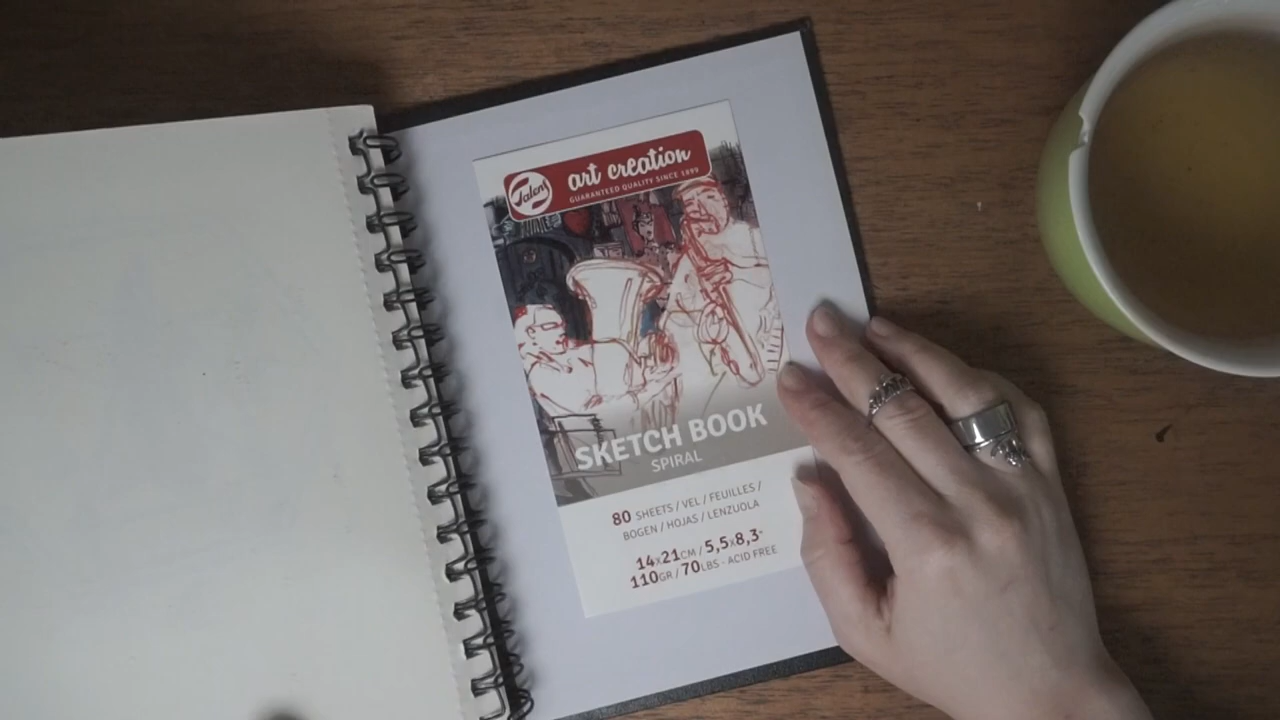 Talens
art creation
GUARANTEED QUALITY SINCE 1899
SKETCH BOOK
SPIRAL
80 SHEETS / VEL / FEUILLES /
BOGEN / HOJAS / LENZUOLA
14x21CM / 5,5x8,3"
110GR / 70LBS - ACID FREE